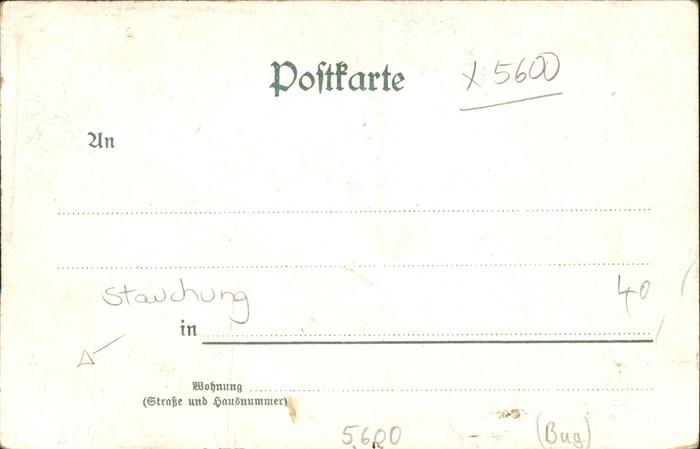 Postkarte x 5600
An
Stauchung 40
in
Wohnung
(Straße und Hausnummer)
5600 (Bug)